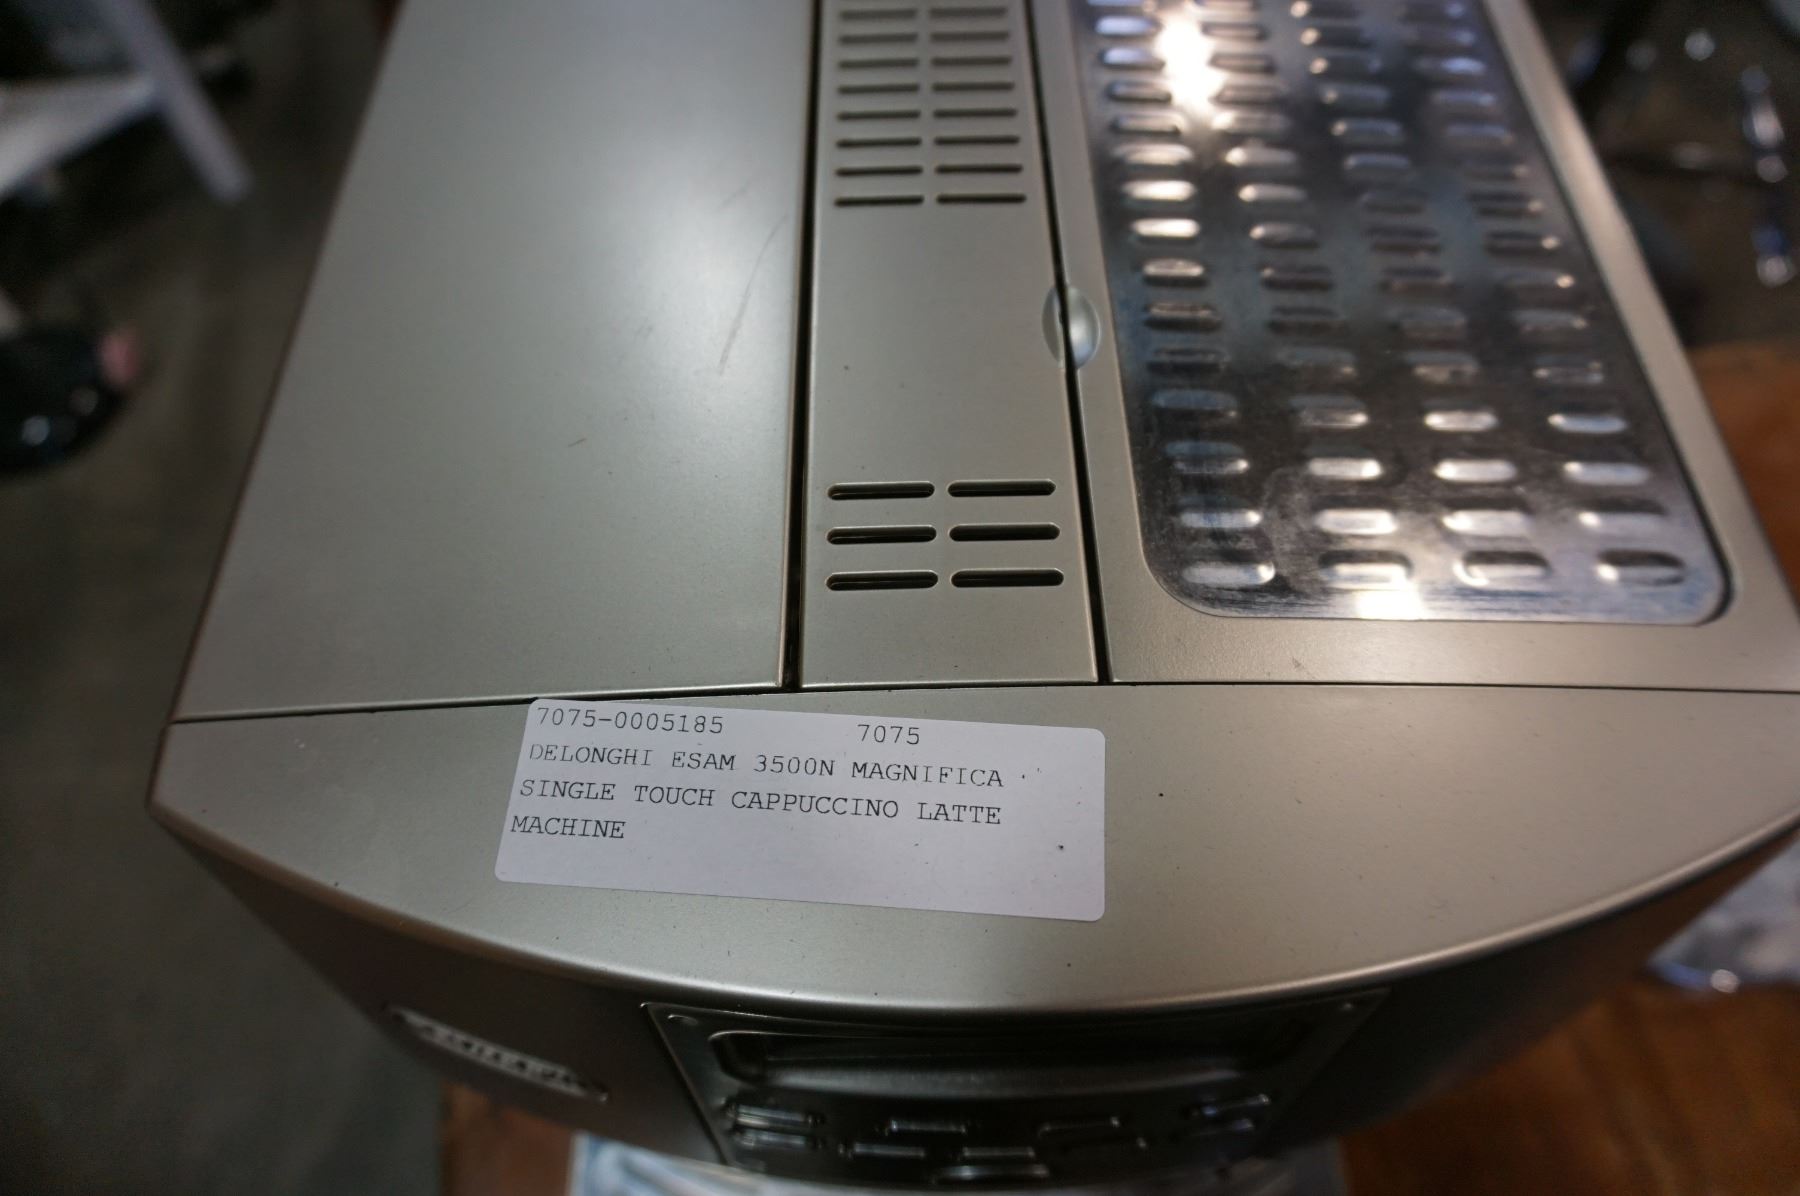 7075-0005185 7075
DELONGHI ESAM 3500N MAGNIFICA
SINGLE TOUCH CAPPUCCINO LATTE
MACHINE